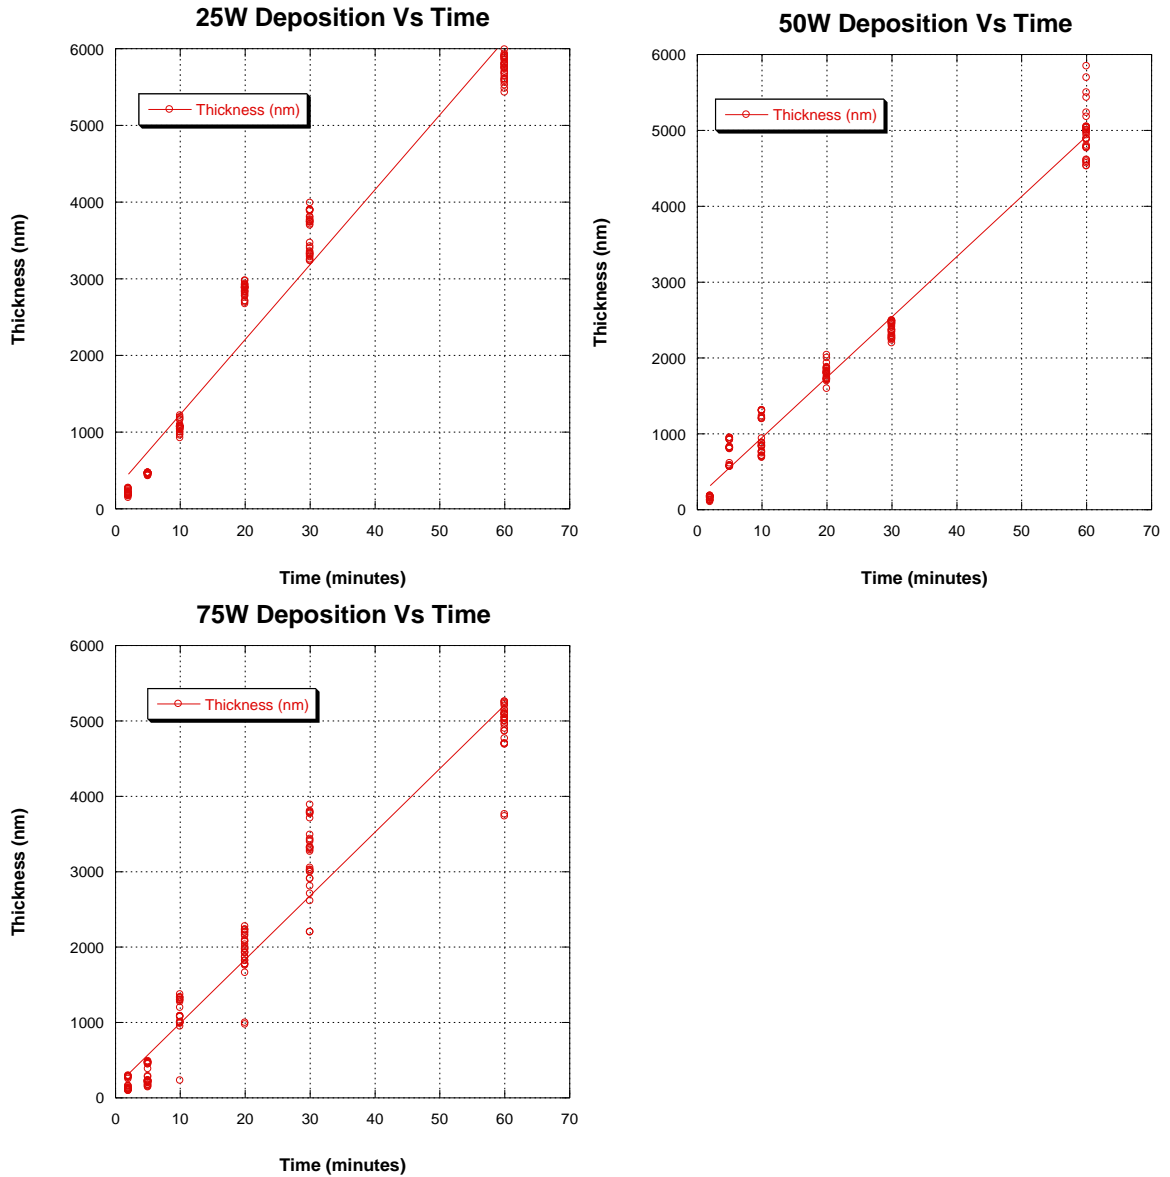 25W Deposition Vs Time
6000
5000
4000
3000
2000
1000
0
Thickness (nm)
Thickness (nm)
0 10 20 30 40 50 60 70
Time (minutes)
50W Deposition Vs Time
6000
5000
4000
3000
2000
1000
0
Thickness (nm)
Thickness (nm)
0 10 20 30 40 50 60 70
Time (minutes)
75W Deposition Vs Time
6000
5000
4000
3000
2000
1000
0
Thickness (nm)
Thickness (nm)
0 10 20 30 40 50 60 70
Time (minutes)